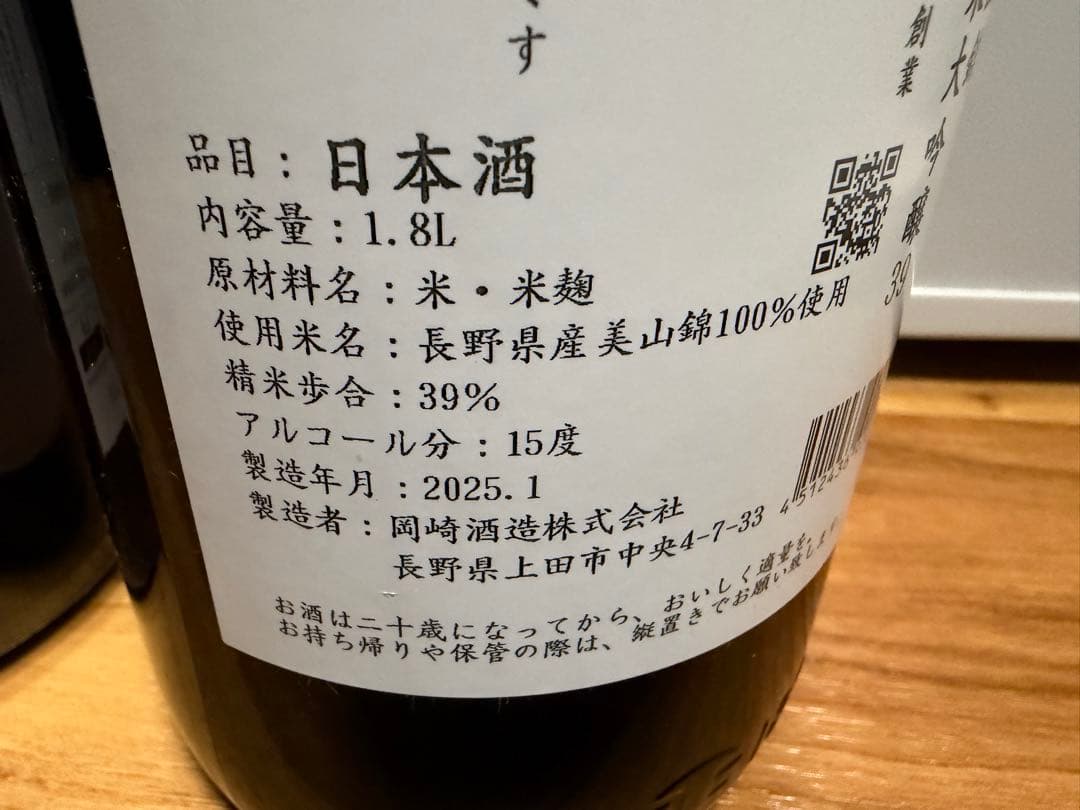 す
品目：日本酒
内容量：1.8L
原材料名：米・米麹
使用米名：長野県産美山錦100%使用
精米歩合：39%
アルコール分：15度
製造年月：2025.1
製造者：岡崎酒造株式会社
長野県上田市中央4-7-33
お酒は二十歳になってから、おいしく適量を。
お持ち帰りや保管の際は、縦置きでお願い致します
創業
大
吟
醸
39